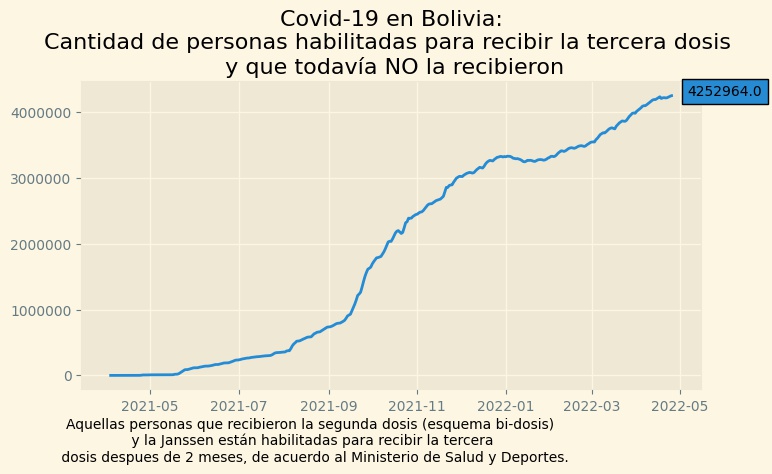 Covid-19 en Bolivia:
Cantidad de personas habilitadas para recibir la tercera dosis
y que todavía NO la recibieron
4252964.0
4000000
3000000
2000000
1000000
0
2021-05 2021-07 2021-09 2021-11 2022-01 2022-03 2022-05
Aquellas personas que recibieron la segunda dosis (esquema bi-dosis)
y la Janssen están habilitadas para recibir la tercera
dosis despues de 2 meses, de acuerdo al Ministerio de Salud y Deportes.